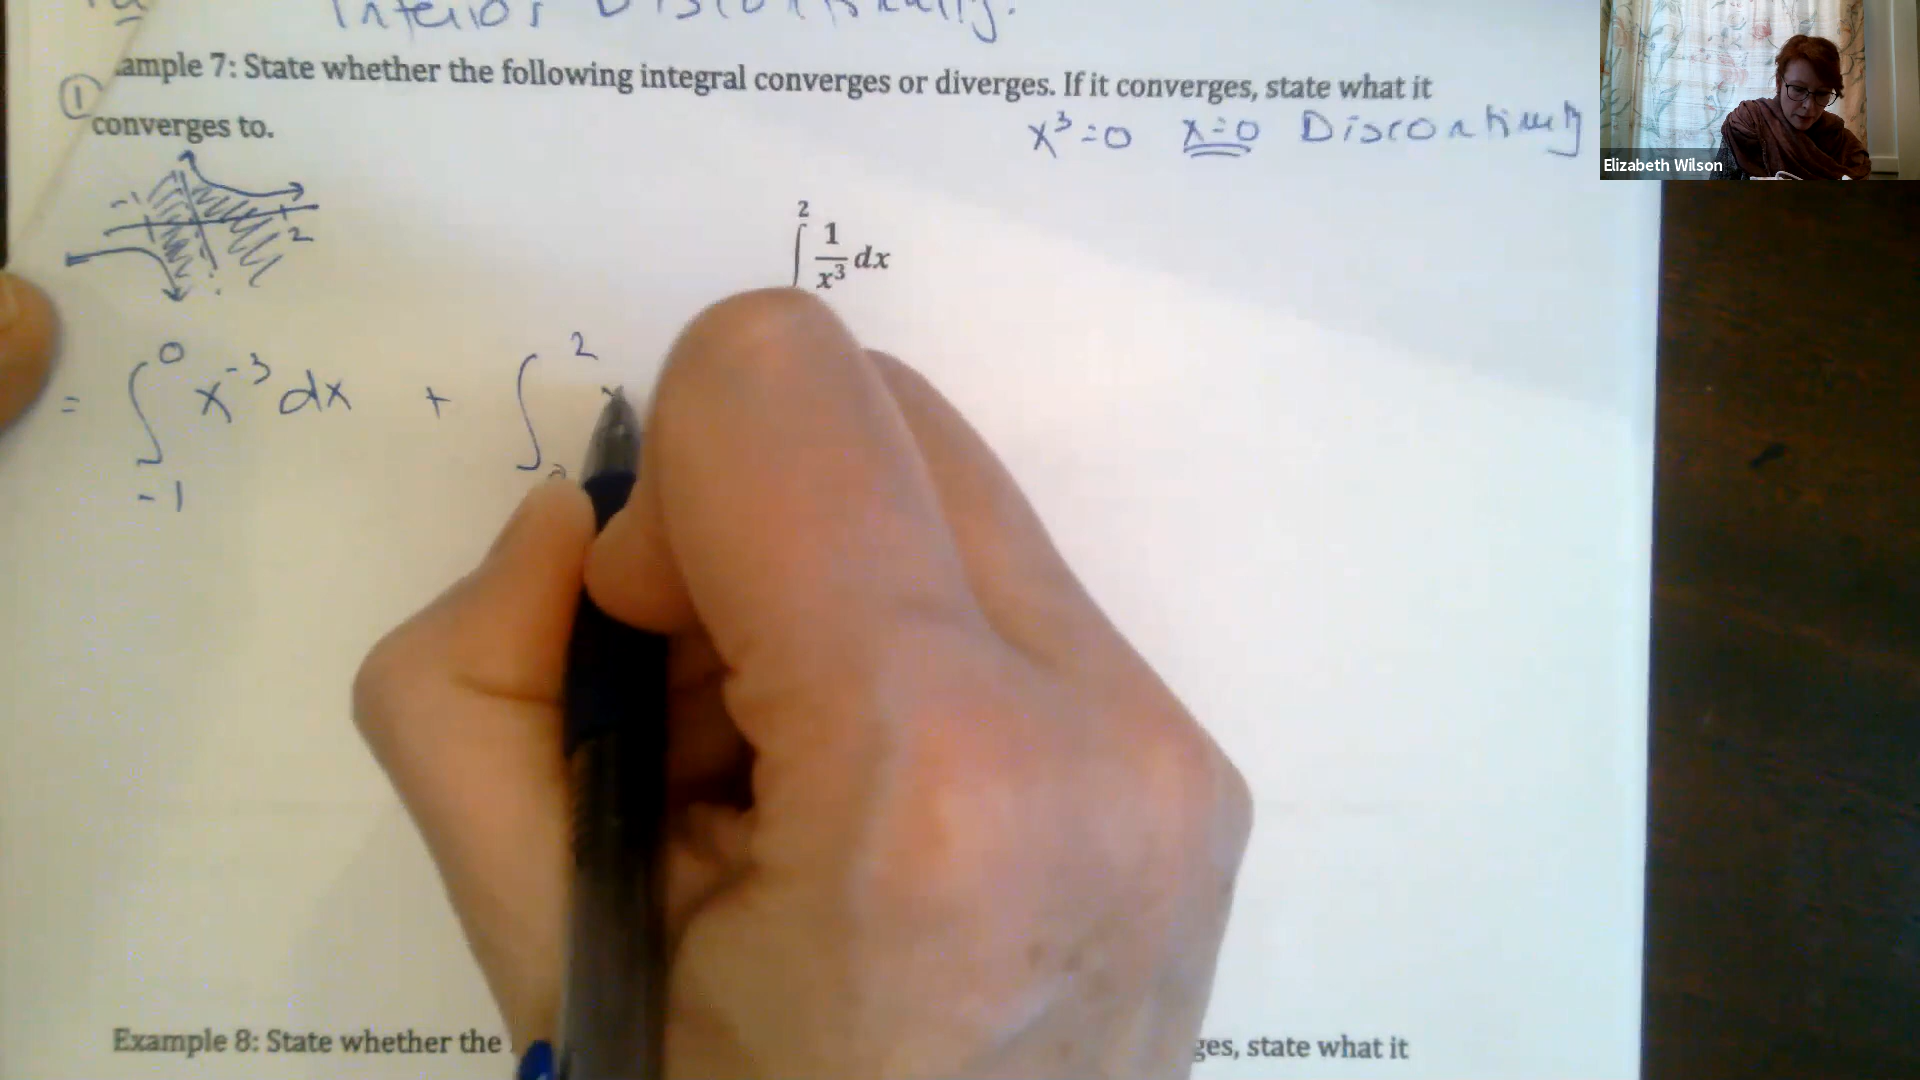 Interior Discontinuity.
ample 7: State whether the following integral converges or diverges. If it converges, state what it
①
converges to.
x³=0 x=0 Discontinuity
Elizabeth Wilson
-1
2
2
∫ 1/x³ dx
= ∫ 0 -1 x⁻³ dx + ∫ 2 x
Example 8: State whether the
ges, state what it